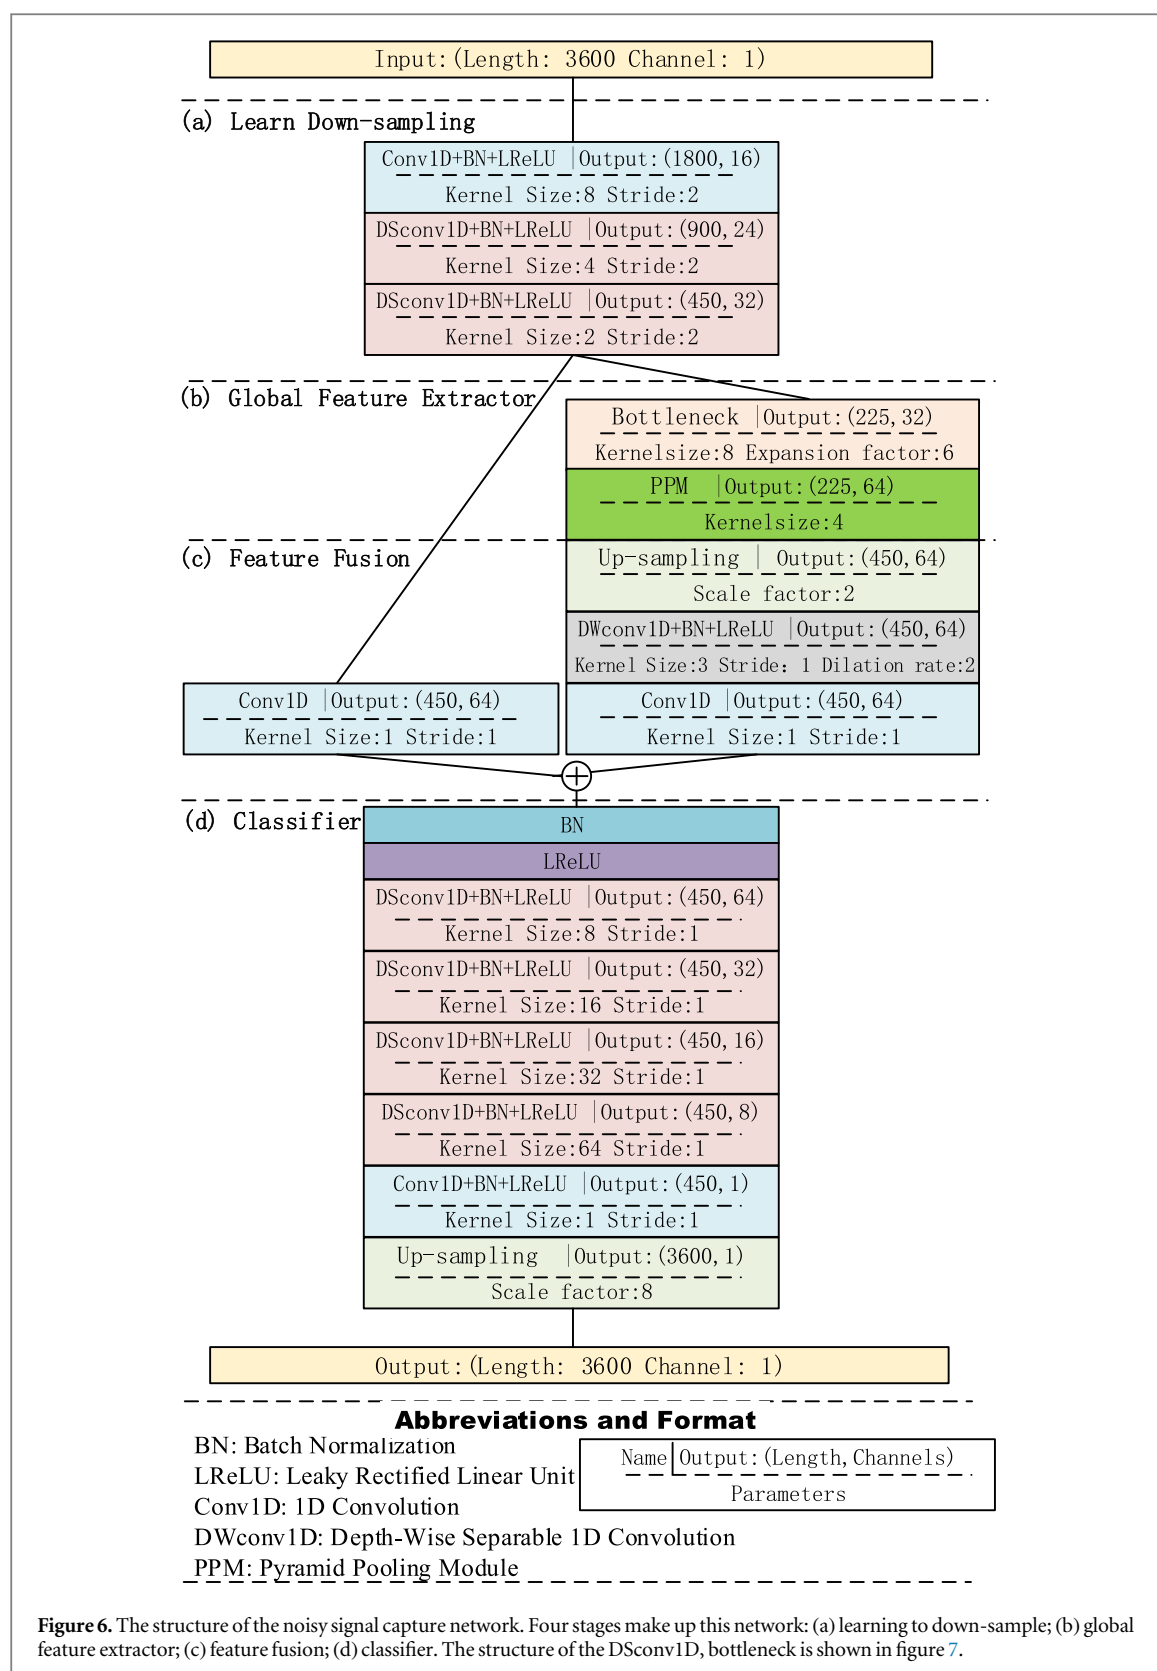 Input:(Length: 3600 Channel: 1)
(a) Learn Down-sampling
Conv1D+BN+LReLU |Output:(1800,16)
Kernel Size:8 Stride:2
DSconv1D+BN+LReLU |Output:(900,24)
Kernel Size:4 Stride:2
DSconv1D+BN+LReLU |Output:(450,32)
Kernel Size:2 Stride:2
(b) Global Feature Extractor
Bottleneck |Output:(225,32)
Kernelsize:8 Expansion factor:6
PPM |Output:(225,64)
Kernelsize:4
(c) Feature Fusion
Up-sampling | Output:(450,64)
Scale factor:2
DWconv1D+BN+LReLU |Output:(450,64)
Kernel Size:3 Stride: 1 Dilation rate:2
Conv1D |Output:(450,64)
Kernel Size:1 Stride:1
Conv1D |Output:(450,64)
Kernel Size:1 Stride:1
(d) Classifier
BN
LReLU
DSconv1D+BN+LReLU |Output:(450,64)
Kernel Size:8 Stride:1
DSconv1D+BN+LReLU |Output:(450,32)
Kernel Size:16 Stride:1
DSconv1D+BN+LReLU |Output:(450,16)
Kernel Size:32 Stride:1
DSconv1D+BN+LReLU |Output:(450,8)
Kernel Size:64 Stride:1
Conv1D+BN+LReLU |Output:(450,1)
Kernel Size:1 Stride:1
Up-sampling |Output:(3600,1)
Scale factor:8
Output:(Length: 3600 Channel: 1)
Abbreviations and Format
BN: Batch Normalization
LReLU: Leaky Rectified Linear Unit
Conv1D: 1D Convolution
DWconv1D: Depth-Wise Separable 1D Convolution
PPM: Pyramid Pooling Module
Name|Output:(Length,Channels)
Parameters
Figure 6. The structure of the noisy signal capture network. Four stages make up this network: (a) learning to down-sample; (b) global
feature extractor; (c) feature fusion; (d) classifier. The structure of the DSconv1D, bottleneck is shown in figure 7.